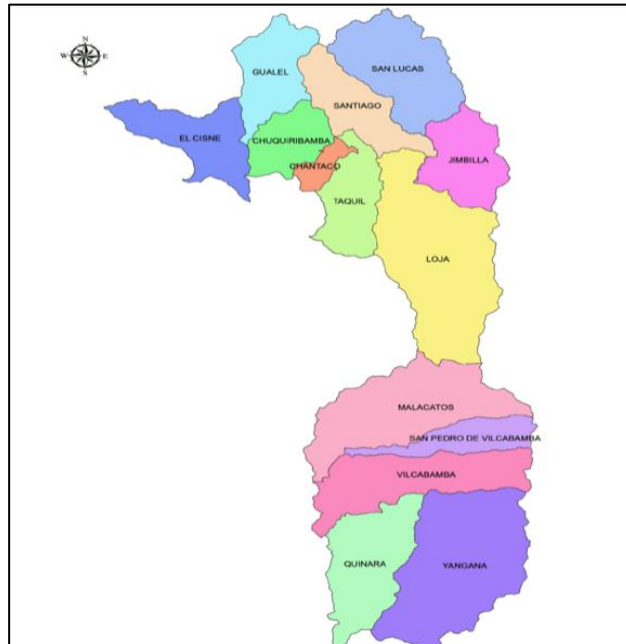 N
W E
S
GUALEL
SAN LUCAS
SANTIAGO
EL CISNE
CHUQUIRIBAMBA
CHANTACO
JIMBILLA
TAQUIL
LOJA
MALACATOS
SAN PEDRO DE VILCABAMBA
VILCABAMBA
QUINARA
YANGANA